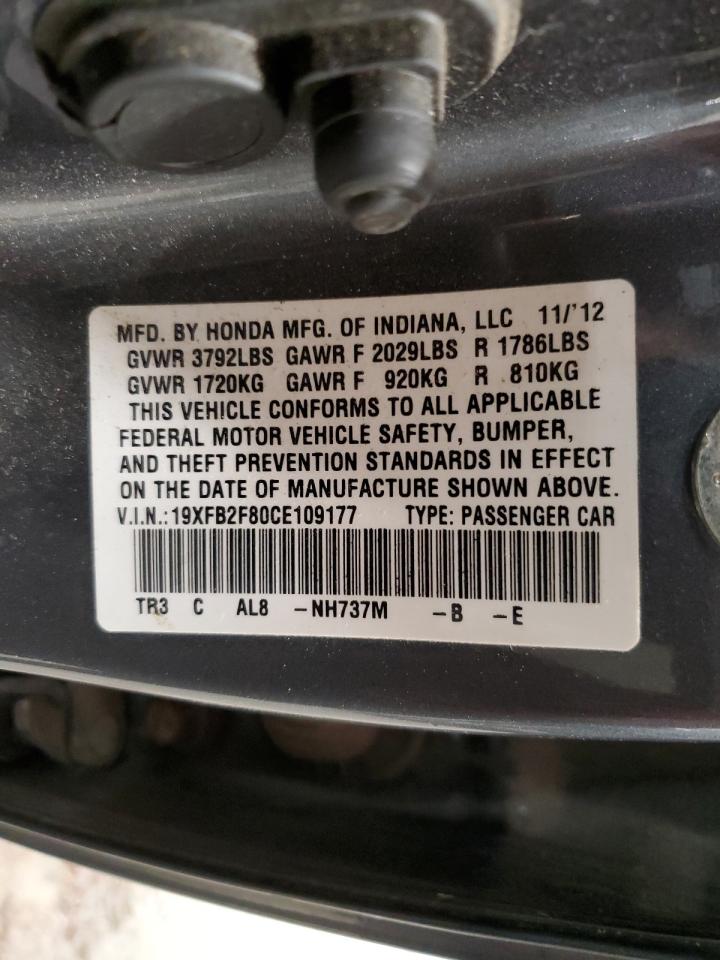 MFD. BY HONDA MFG. OF INDIANA, LLC 11/'12
GVWR 3792LBS GAWR F 2029LBS R 1786LBS
GVWR 1720KG GAWR F 920KG R 810KG
THIS VEHICLE CONFORMS TO ALL APPLICABLE
FEDERAL MOTOR VEHICLE SAFETY, BUMPER,
AND THEFT PREVENTION STANDARDS IN EFFECT
ON THE DATE OF MANUFACTURE SHOWN ABOVE.
V.I.N.:19XFB2F80CE109177 TYPE: PASSENGER CAR
TR3 C AL8 -NH737M -B -E